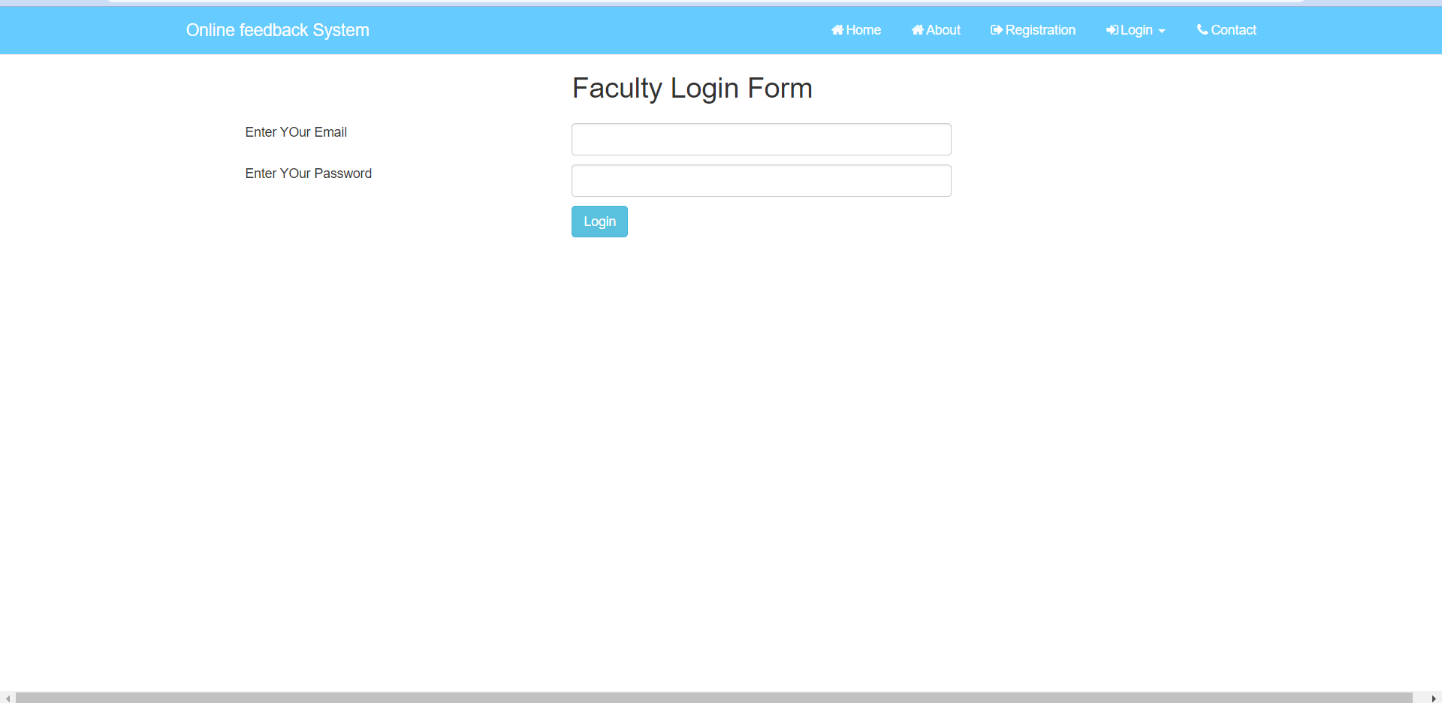 Online feedback System Home About Registration Login Contact
Faculty Login Form
Enter YOur Email
Enter YOur Password
Login